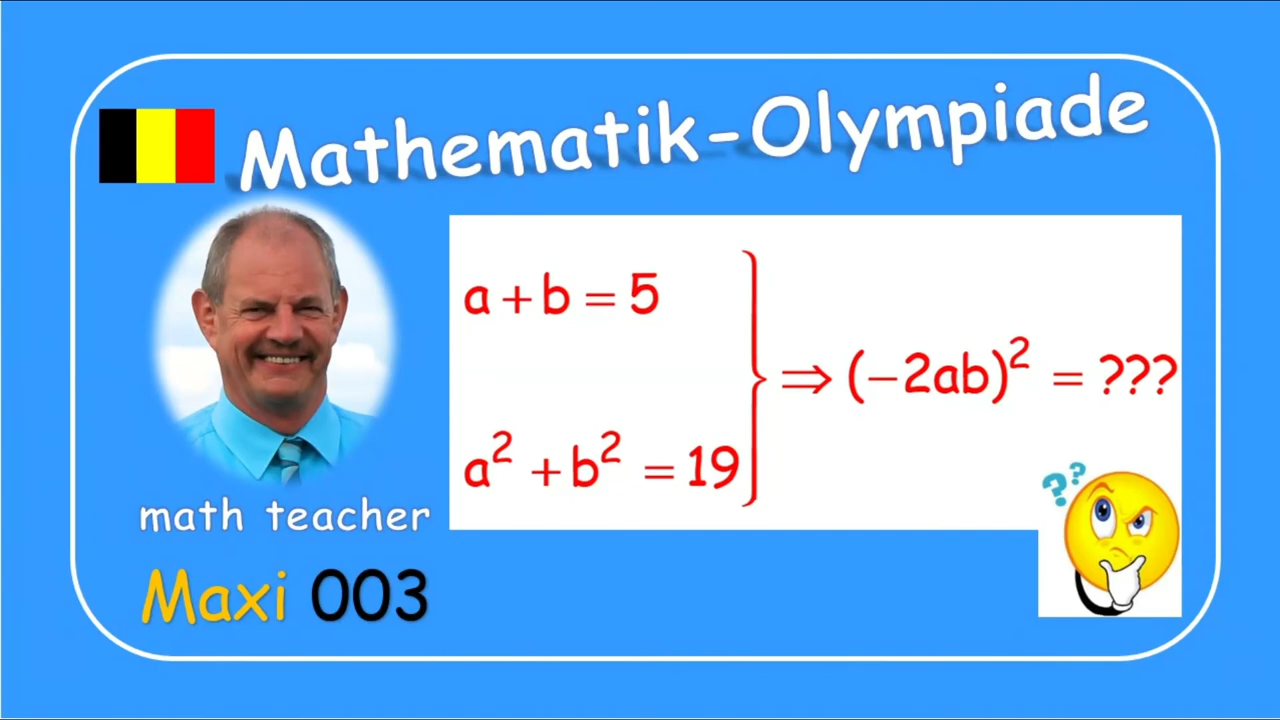 Mathematik-Olympiade
a + b = 5
a² + b² = 19
⇒ (−2ab)² = ???
??
math teacher
Maxi 003